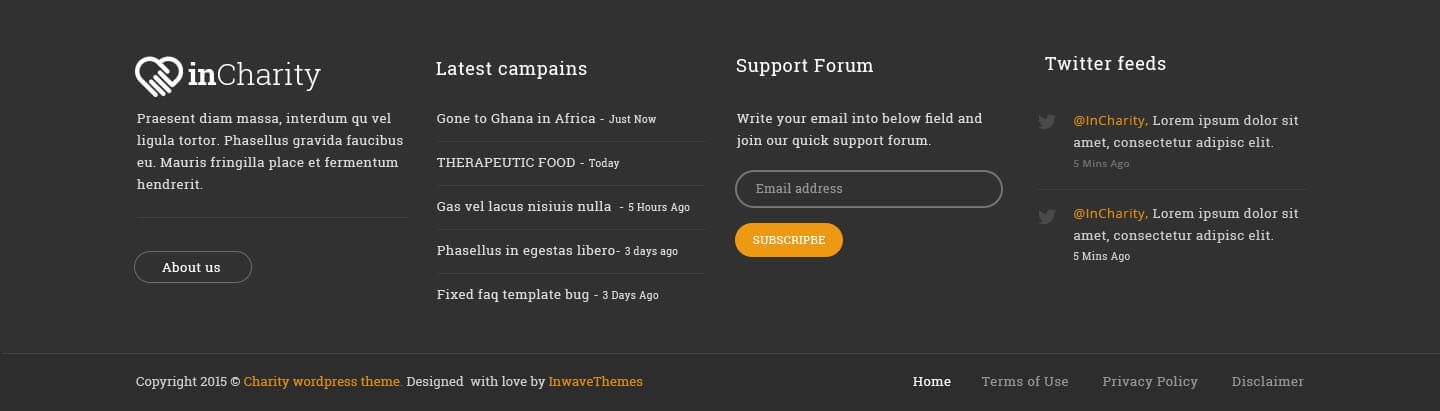 inCharity
Praesent diam massa, interdum qu vel
ligula tortor. Phasellus gravida faucibus
eu. Mauris fringilla place et fermentum
hendrerit.
About us
Latest campains
Gone to Ghana in Africa - Just Now
THERAPEUTIC FOOD - Today
Gas vel lacus nisiuis nulla - 5 Hours Ago
Phasellus in egestas libero- 3 days ago
Fixed faq template bug - 3 Days Ago
Support Forum
Write your email into below field and
join our quick support forum.
Email address
SUBSCRIPBE
Twitter feeds
@InCharity, Lorem ipsum dolor sit
amet, consectetur adipisc elit.
5 Mins Ago
@InCharity, Lorem ipsum dolor sit
amet, consectetur adipisc elit.
5 Mins Ago
Copyright 2015 © Charity wordpress theme. Designed with love by InwaveThemes
Home Terms of Use Privacy Policy Disclaimer